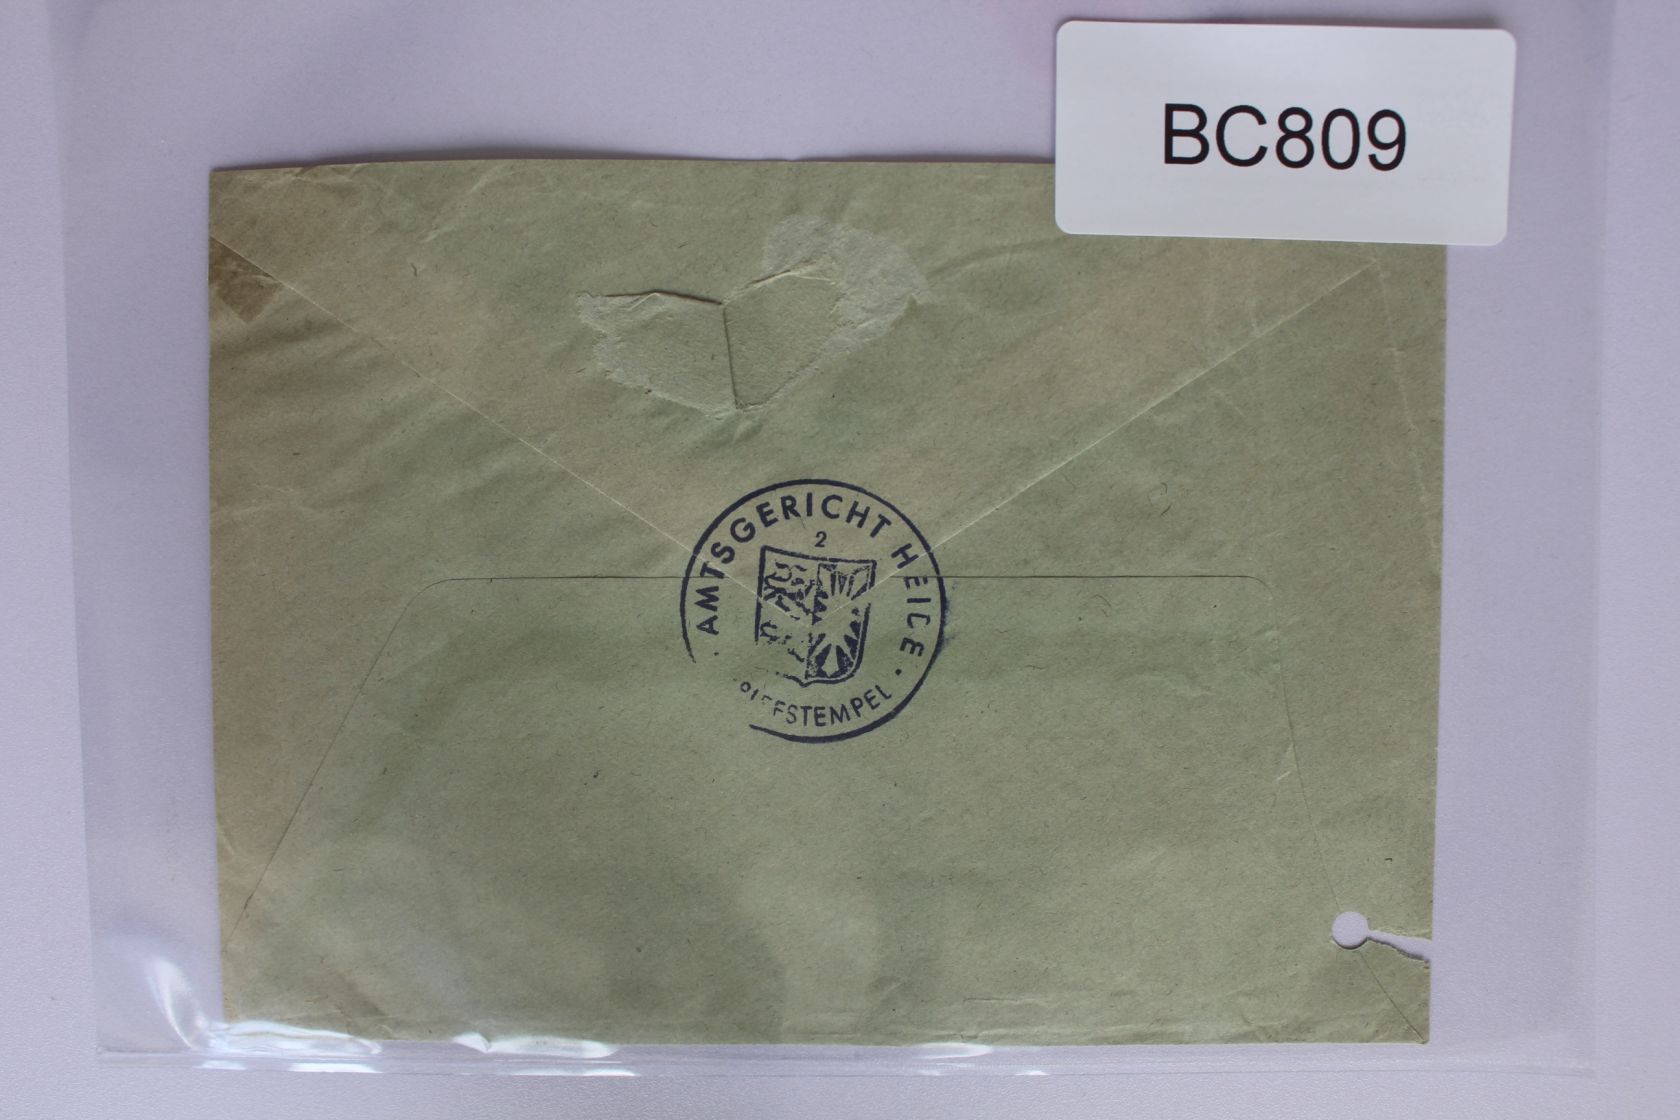 BC809
AMTSGERICHT HEIDE
2
BRIEFSTEMPEL